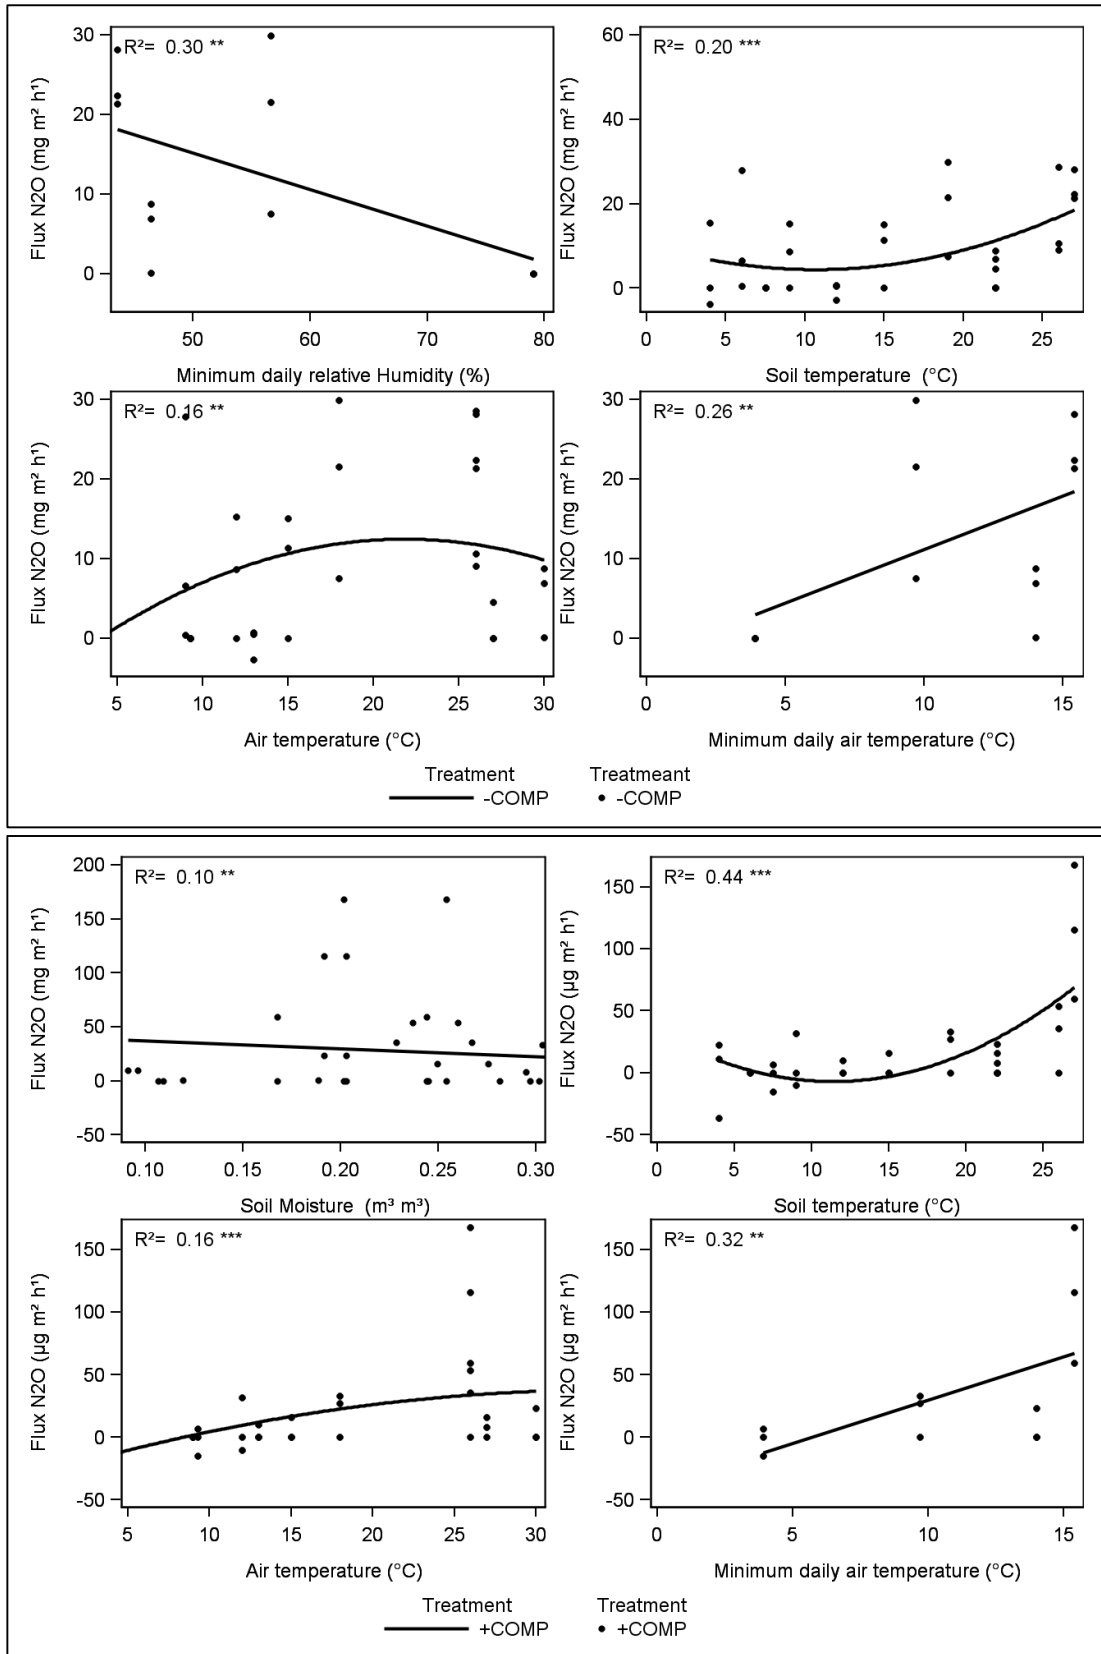 R²= 0.30 **
Flux N2O (mg m² h¹)
30
20
10
0
50 60 70 80
Minimum daily relative Humidity (%)
R²= 0.20 ***
Flux N2O (mg m² h¹)
60
40
20
0
0 5 10 15 20 25
Soil temperature (°C)
R²= 0.16 **
Flux N2O (mg m² h¹)
30
20
10
0
5 10 15 20 25 30
Air temperature (°C)
R²= 0.26 **
Flux N2O (mg m² h¹)
30
20
10
0
0 5 10 15
Minimum daily air temperature (°C)
Treatment Treatmeant
-COMP -COMP
R²= 0.10 **
Flux N2O (mg m² h¹)
200
150
100
50
0
-50
0.10 0.15 0.20 0.25 0.30
Soil Moisture (m³ m³)
R²= 0.44 ***
Flux N2O (µg m² h¹)
150
100
50
0
-50
0 5 10 15 20 25
Soil temperature (°C)
R²= 0.16 ***
Flux N2O (µg m² h¹)
150
100
50
0
-50
5 10 15 20 25 30
Air temperature (°C)
R²= 0.32 **
Flux N2O (µg m² h¹)
150
100
50
0
-50
0 5 10 15
Minimum daily air temperature (°C)
Treatment Treatment
+COMP +COMP